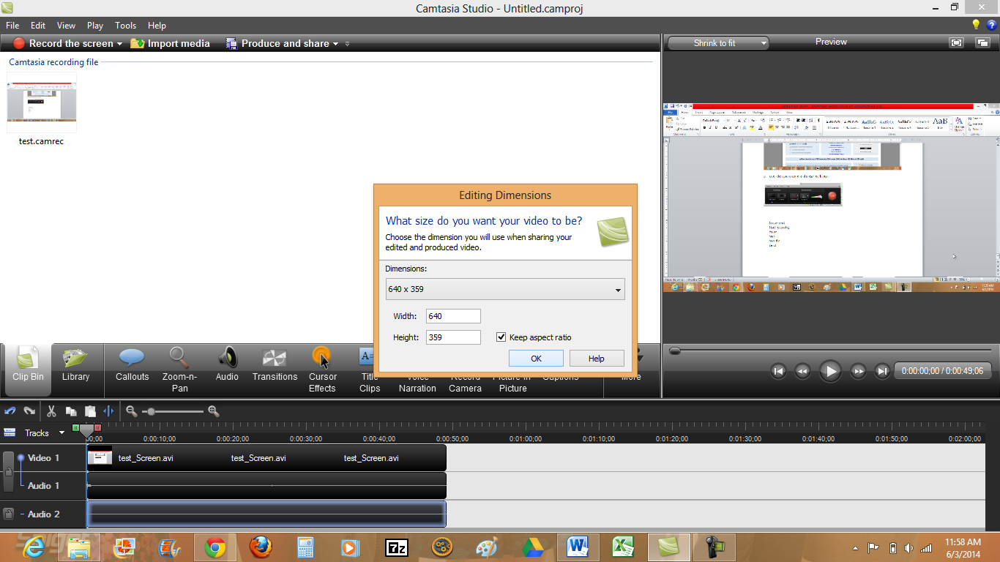 Camtasia Studio - Untitled.camproj
File Edit View Play Tools Help
Record the screen Import media Produce and share
Shrink to fit Preview
Camtasia recording file
test.camrec
Editing Dimensions
What size do you want your video to be?
Choose the dimension you will use when sharing your
edited and produced video.
Dimensions:
640 x 359
Width: 640
Height: 359 Keep aspect ratio
OK Help
Clip Bin Library Callouts Zoom-n-
Pan Audio Transitions Cursor
Effects Title
Clips Voice
Narration Record
Camera Picture-in
Picture Captions More
0:00:00;00 / 0:00:49;06
Tracks
00;00 0:00:10;00 0:00:20;00 0:00:30;00 0:00:40;00 0:00:50;00 0:01:00;00 0:01:10;00 0:01:20;00 0:01:30;00 0:01:40;00 0:01:50;00 0:02:00;00
Video 1 test_Screen.avi test_Screen.avi test_Screen.avi
Audio 1
Audio 2
7z
11:58 AM
6/3/2014